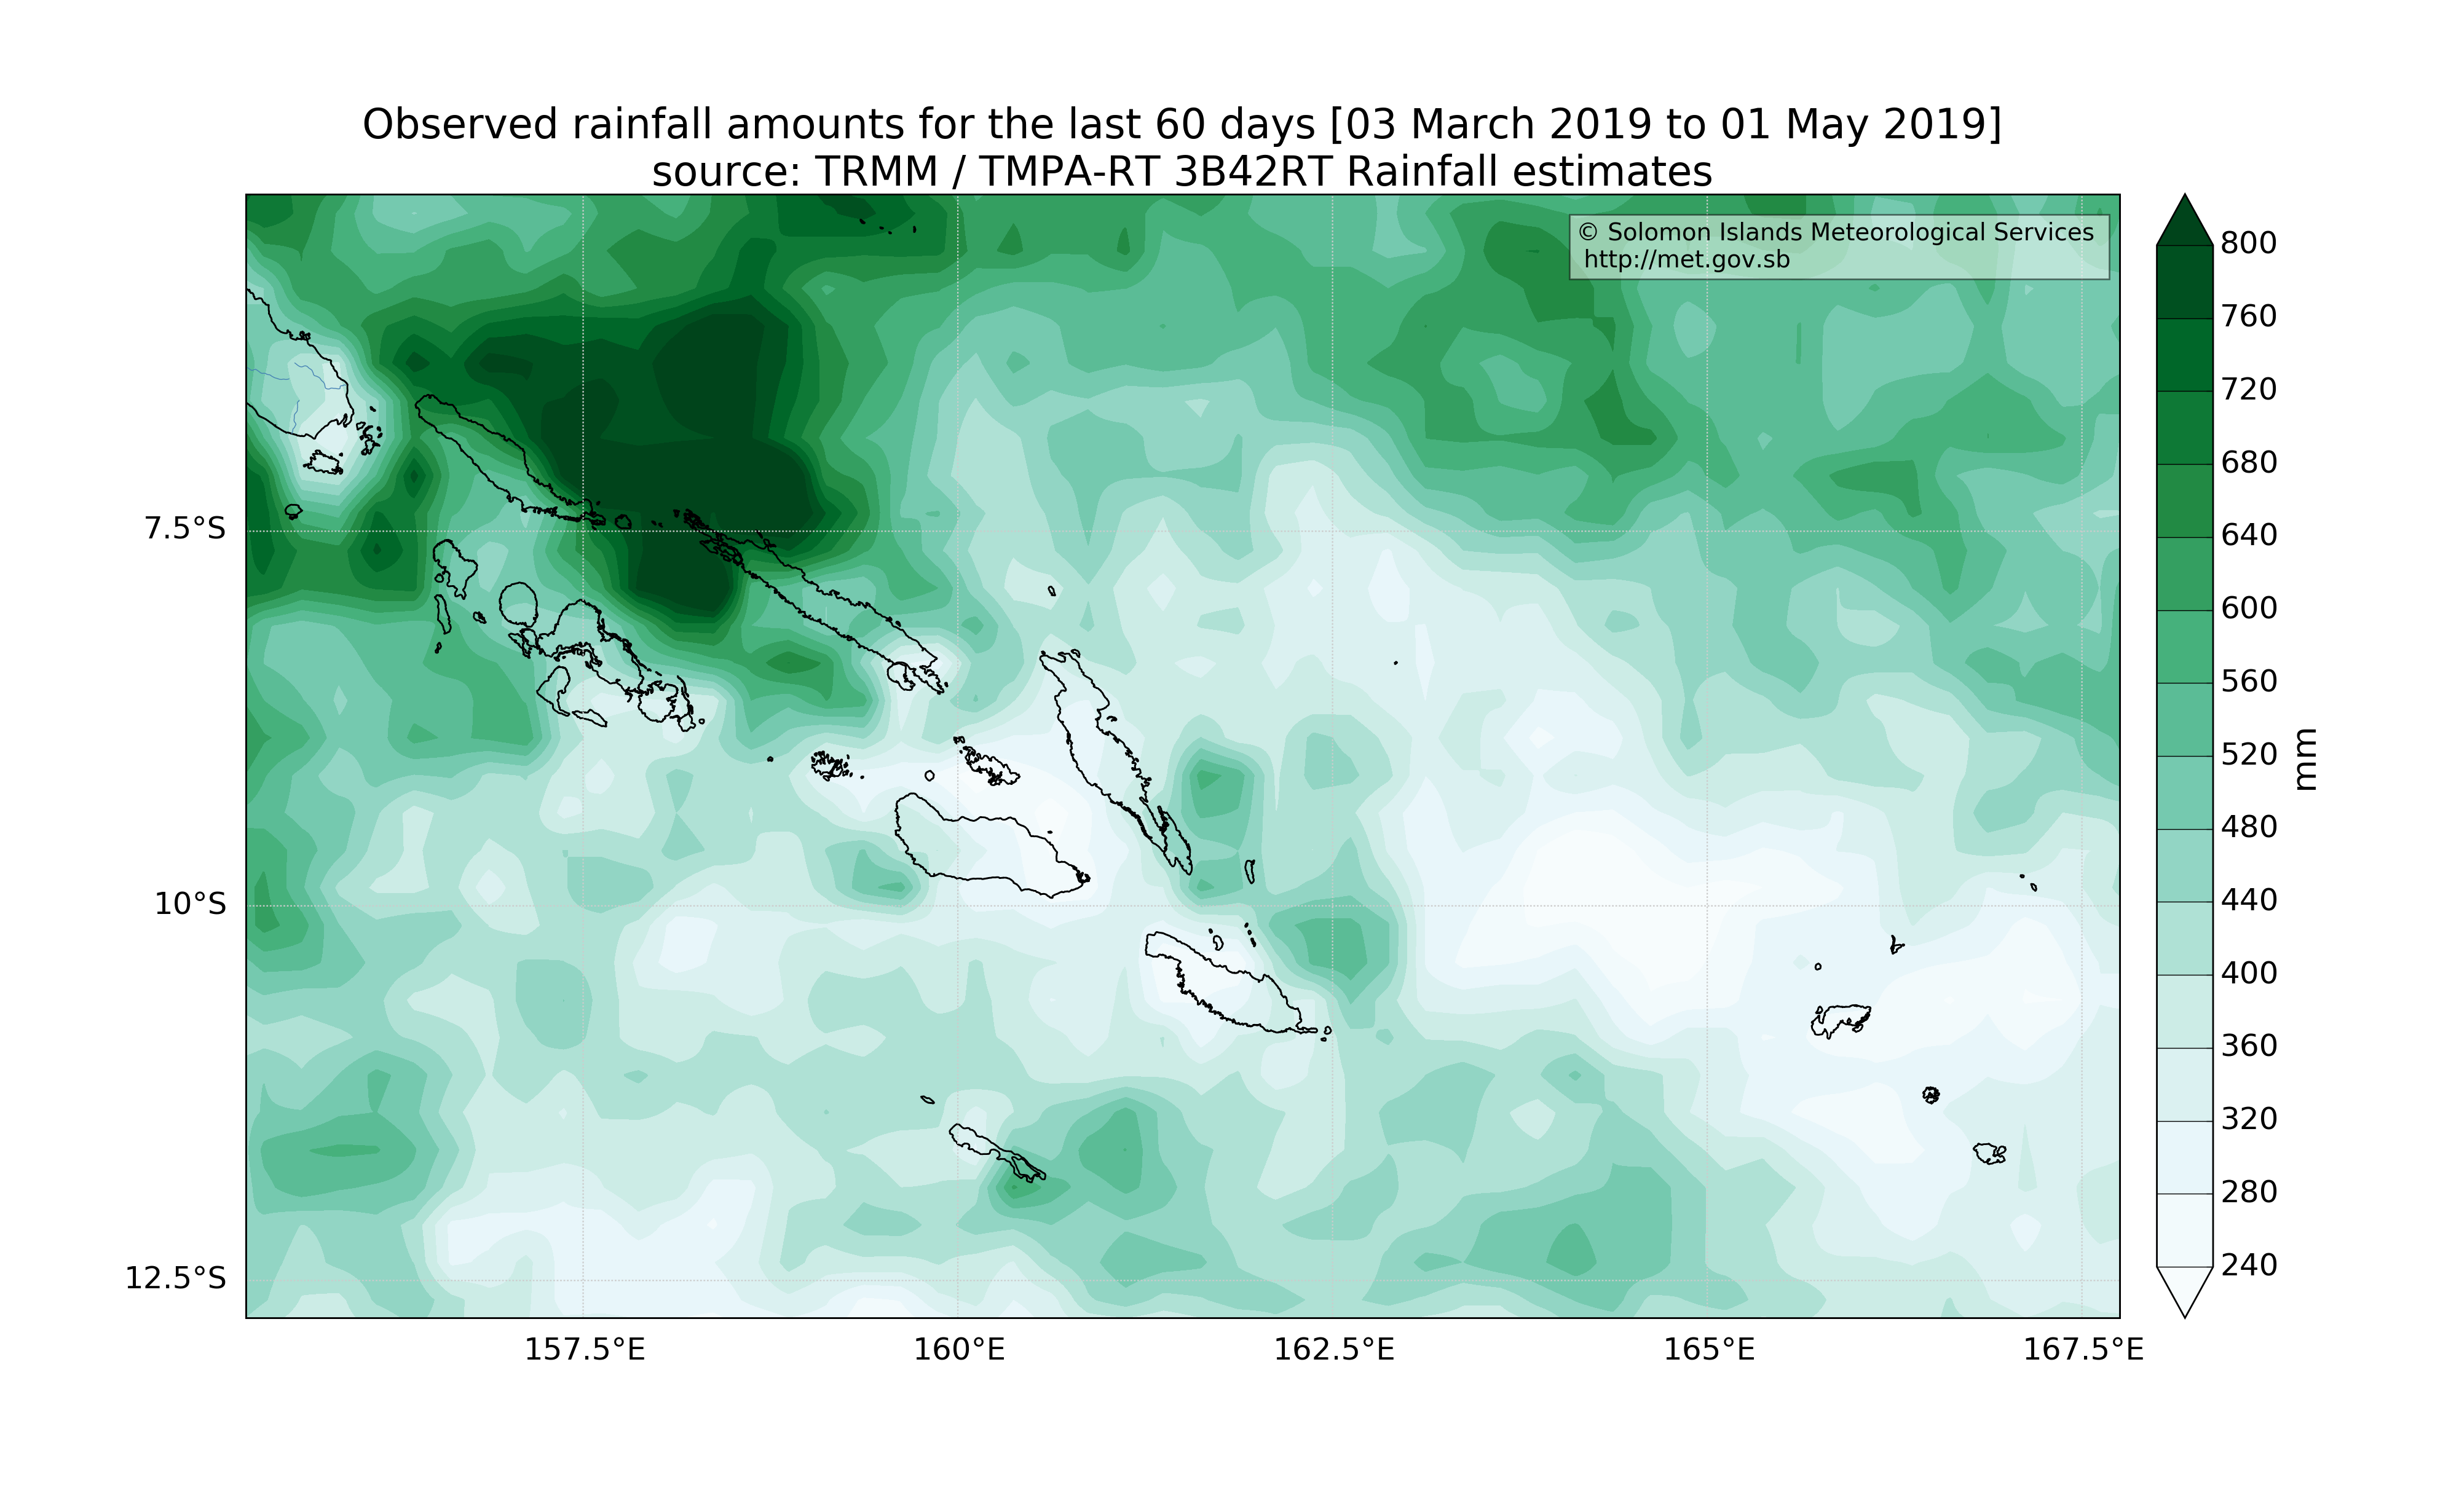 Observed rainfall amounts for the last 60 days [03 March 2019 to 01 May 2019]
source: TRMM / TMPA-RT 3B42RT Rainfall estimates
© Solomon Islands Meteorological Services
http://met.gov.sb
7.5°S
10°S
12.5°S
157.5°E
160°E
162.5°E
165°E
167.5°E
800
760
720
680
640
600
560
520
480
440
400
360
320
280
240
mm